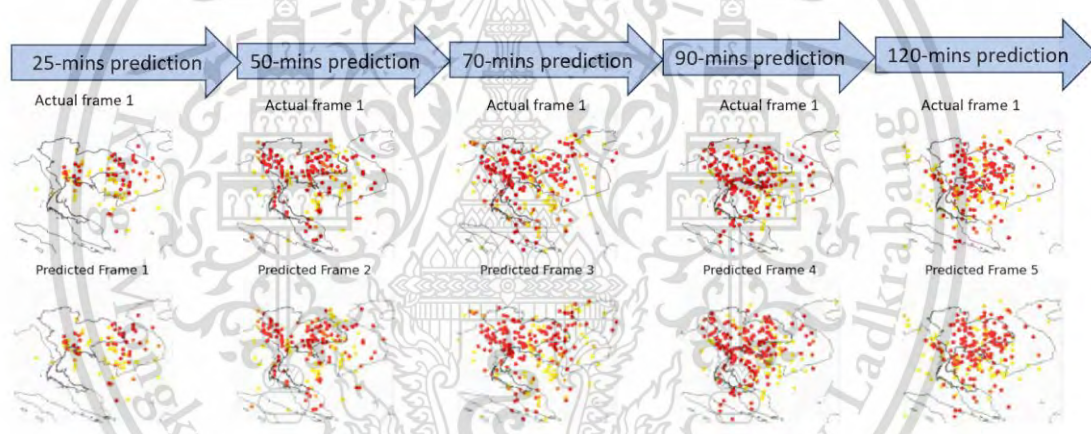 25-mins prediction
50-mins prediction
70-mins prediction
90-mins prediction
120-mins prediction
Actual frame 1
Actual frame 1
Actual frame 1
Actual frame 1
Actual frame 1
Predicted Frame 1
Predicted Frame 2
Predicted Frame 3
Predicted Frame 4
Predicted Frame 5
Ladkrabang